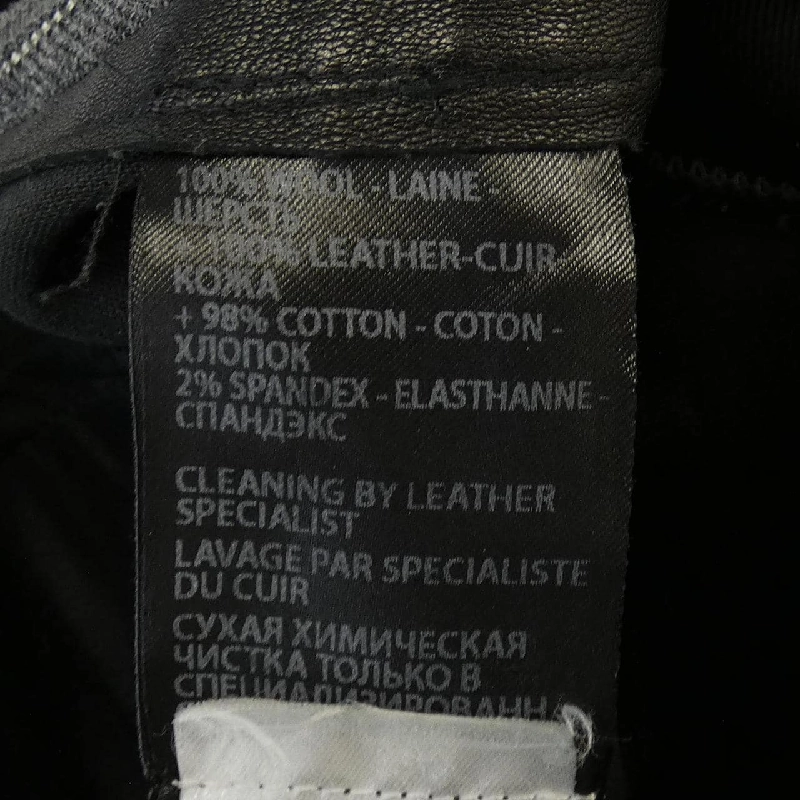 100% WOOL - LAINE -
ШЕРСТЬ
+ 100% LEATHER-CUIR-
КОЖА
+ 98% COTTON - COTON -
ХЛОПОК
2% SPANDEX - ELASTHANNE -
СПАНДЭКС
CLEANING BY LEATHER
SPECIALIST
LAVAGE PAR SPECIALISTE
DU CUIR
СУХАЯ ХИМИЧЕСКАЯ
ЧИСТКА ТОЛЬКО В
СПЕЦИАЛИЗИРОВАННА